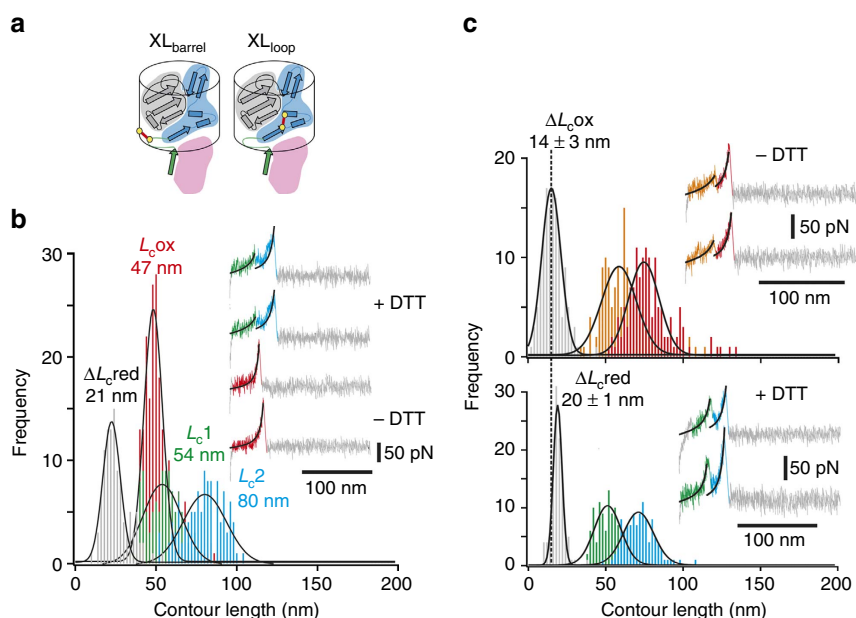 a
XLbarrel XLloop
b
Lcox
47 nm
ΔLcred
21 nm
Lc1
54 nm
Lc2
80 nm
+ DTT
– DTT
50 pN
100 nm
Frequency
30
20
10
0
0 50 100 150 200
Contour length (nm)
c
ΔLcox
14 ± 3 nm
– DTT
50 pN
100 nm
20
10
0
Frequency
ΔLcred
20 ± 1 nm
+ DTT
50 pN
100 nm
30
20
10
0
0 50 100 150 200
Contour length (nm)